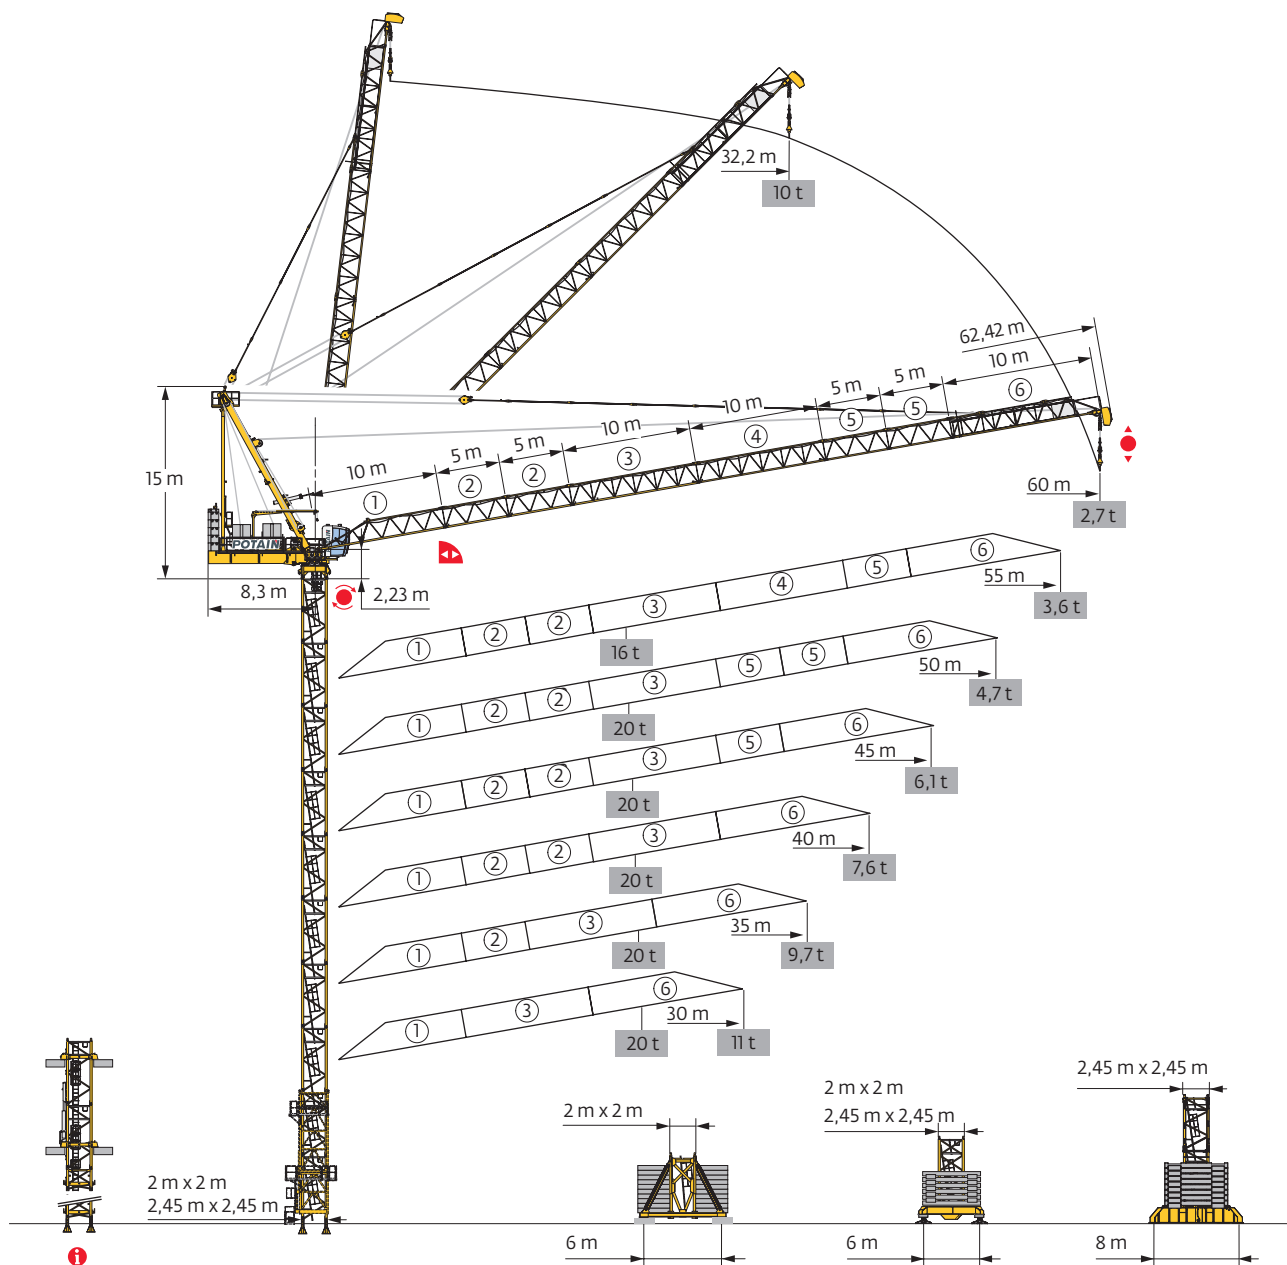 32,2 m
10 t
62,42 m
10 m
5 m
5 m
⑥
10 m
⑤
⑤
10 m
④
5 m
5 m
③
10 m
②
②
①
15 m
60 m
2,7 t
POTAIN
8,3 m
2,23 m
① ② ② ③ ④ ⑤ ⑥
55 m
16 t
3,6 t
① ② ② ③ ⑤ ⑤ ⑥
50 m
20 t
4,7 t
① ② ② ③ ⑤ ⑥
45 m
20 t
6,1 t
① ② ② ③ ⑥
40 m
20 t
7,6 t
① ② ③ ⑥
35 m
20 t
9,7 t
① ③ ⑥
30 m
20 t
11 t
2 m x 2 m
2,45 m x 2,45 m
i
2 m x 2 m
6 m
2 m x 2 m
2,45 m x 2,45 m
6 m
2,45 m x 2,45 m
8 m